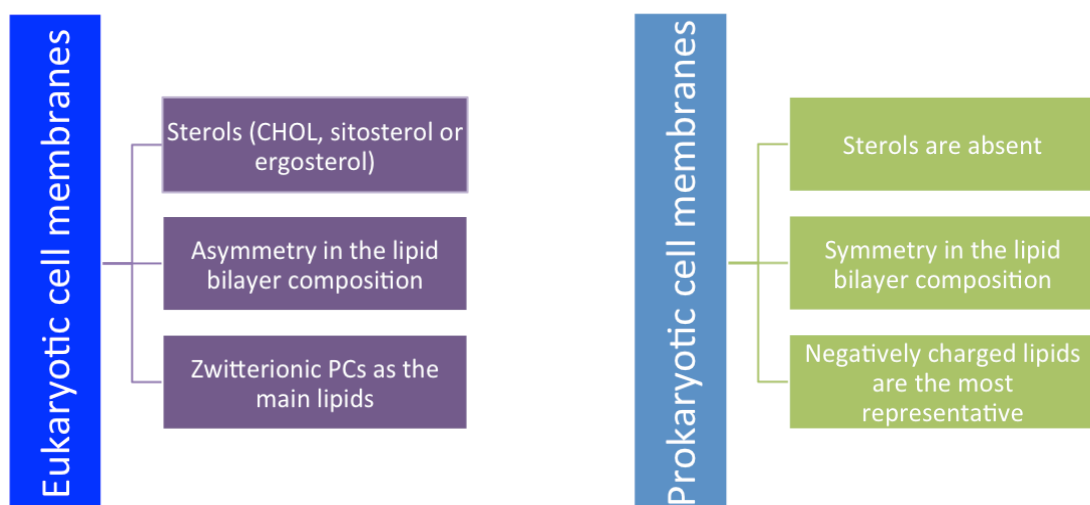 Eukaryotic cell membranes
Sterols (CHOL, sitosterol or
ergosterol)
Asymmetry in the lipid
bilayer composition
Zwitterionic PCs as the
main lipids
Prokaryotic cell membranes
Sterols are absent
Symmetry in the lipid
bilayer composition
Negatively charged lipids
are the most
representative